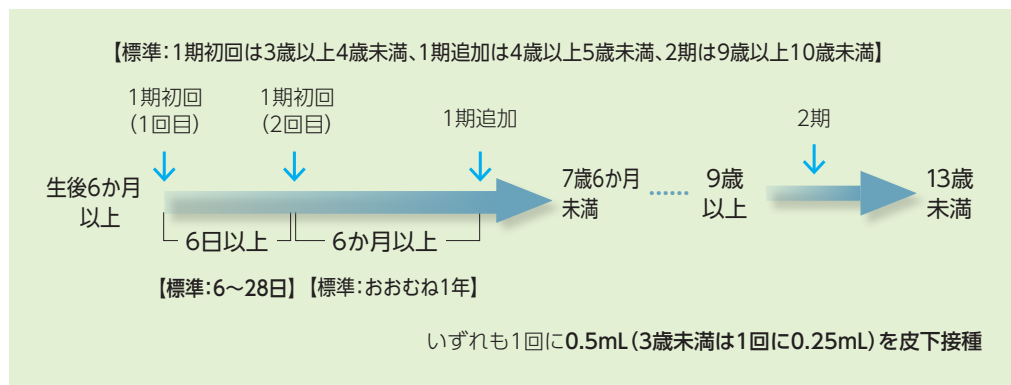 【標準：1期初回は3歳以上4歳未満、1期追加は4歳以上5歳未満、2期は9歳以上10歳未満】
1期初回
（1回目）
1期初回
（2回目）
1期追加
2期
生後6か月
以上
7歳6か月
未満
……
9歳
以上
13歳
未満
6日以上
6か月以上
【標準：6〜28日】
【標準：おおむね1年】
いずれも1回に0.5mL（3歳未満は1回に0.25mL）を皮下接種